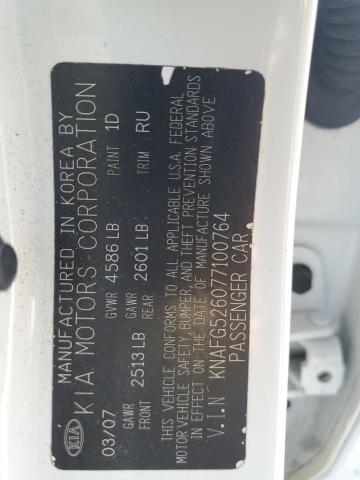 MANUFACTURED IN KOREA BY
KIA KIA MOTORS CORPORATION
03/07 GVWR 4586 LB PAINT 1D
GAWR FRONT 2513 LB GAWR REAR 2601 LB TRIM RU
THIS VEHICLE CONFORMS TO ALL APPLICABLE U.S.A. FEDERAL
MOTOR VEHICLE SAFETY, BUMPER, AND THEFT PREVENTION STANDARDS
IN EFFECT ON THE DATE OF MANUFACTURE SHOWN ABOVE
V.I.N KNAFG526077100764
PASSENGER CAR